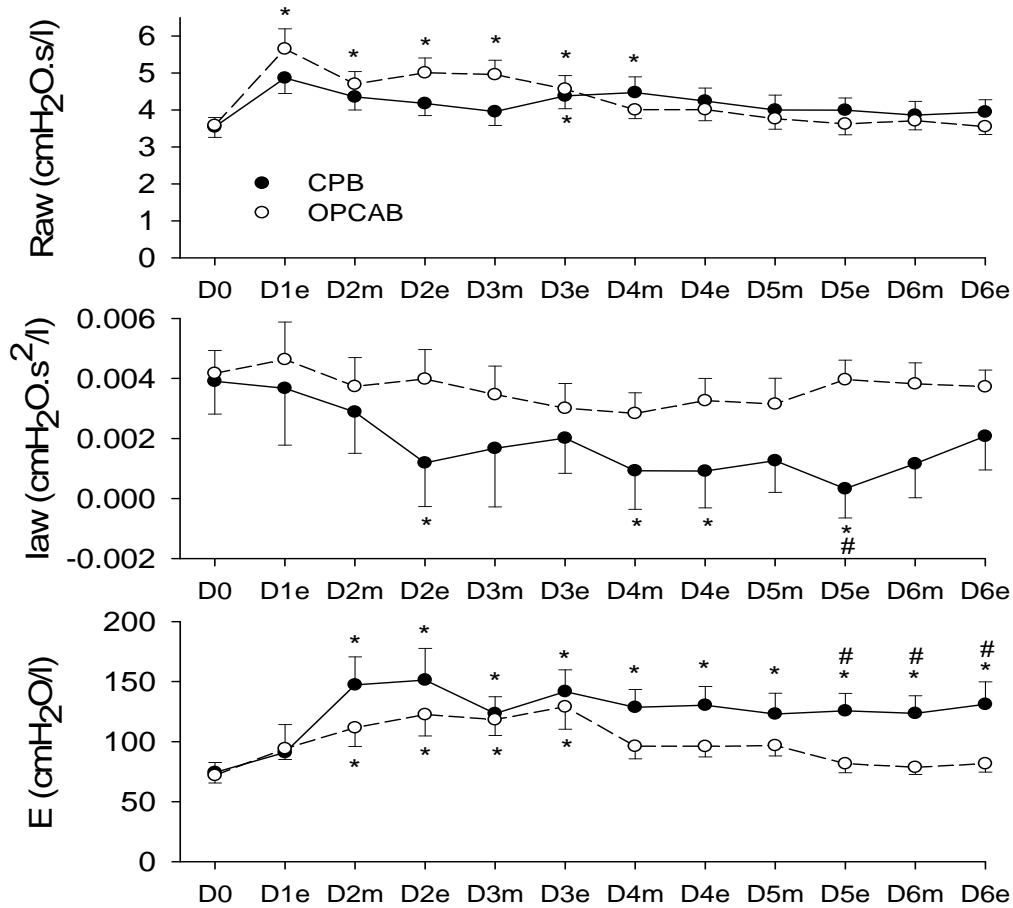 Raw (cmH2O.s/l)
6
5
4
3
2
1
0
* * * * * *
*
CPB
OPCAB
D0 D1e D2m D2e D3m D3e D4m D4e D5m D5e D6m D6e
Iaw (cmH2O.s2/l)
0.006
0.004
0.002
0.000
-0.002
* * * *
#
D0 D1e D2m D2e D3m D3e D4m D4e D5m D5e D6m D6e
E (cmH2O/l)
200
150
100
50
0
# # #
* * * * * * * * * *
* * * *
D0 D1e D2m D2e D3m D3e D4m D4e D5m D5e D6m D6e